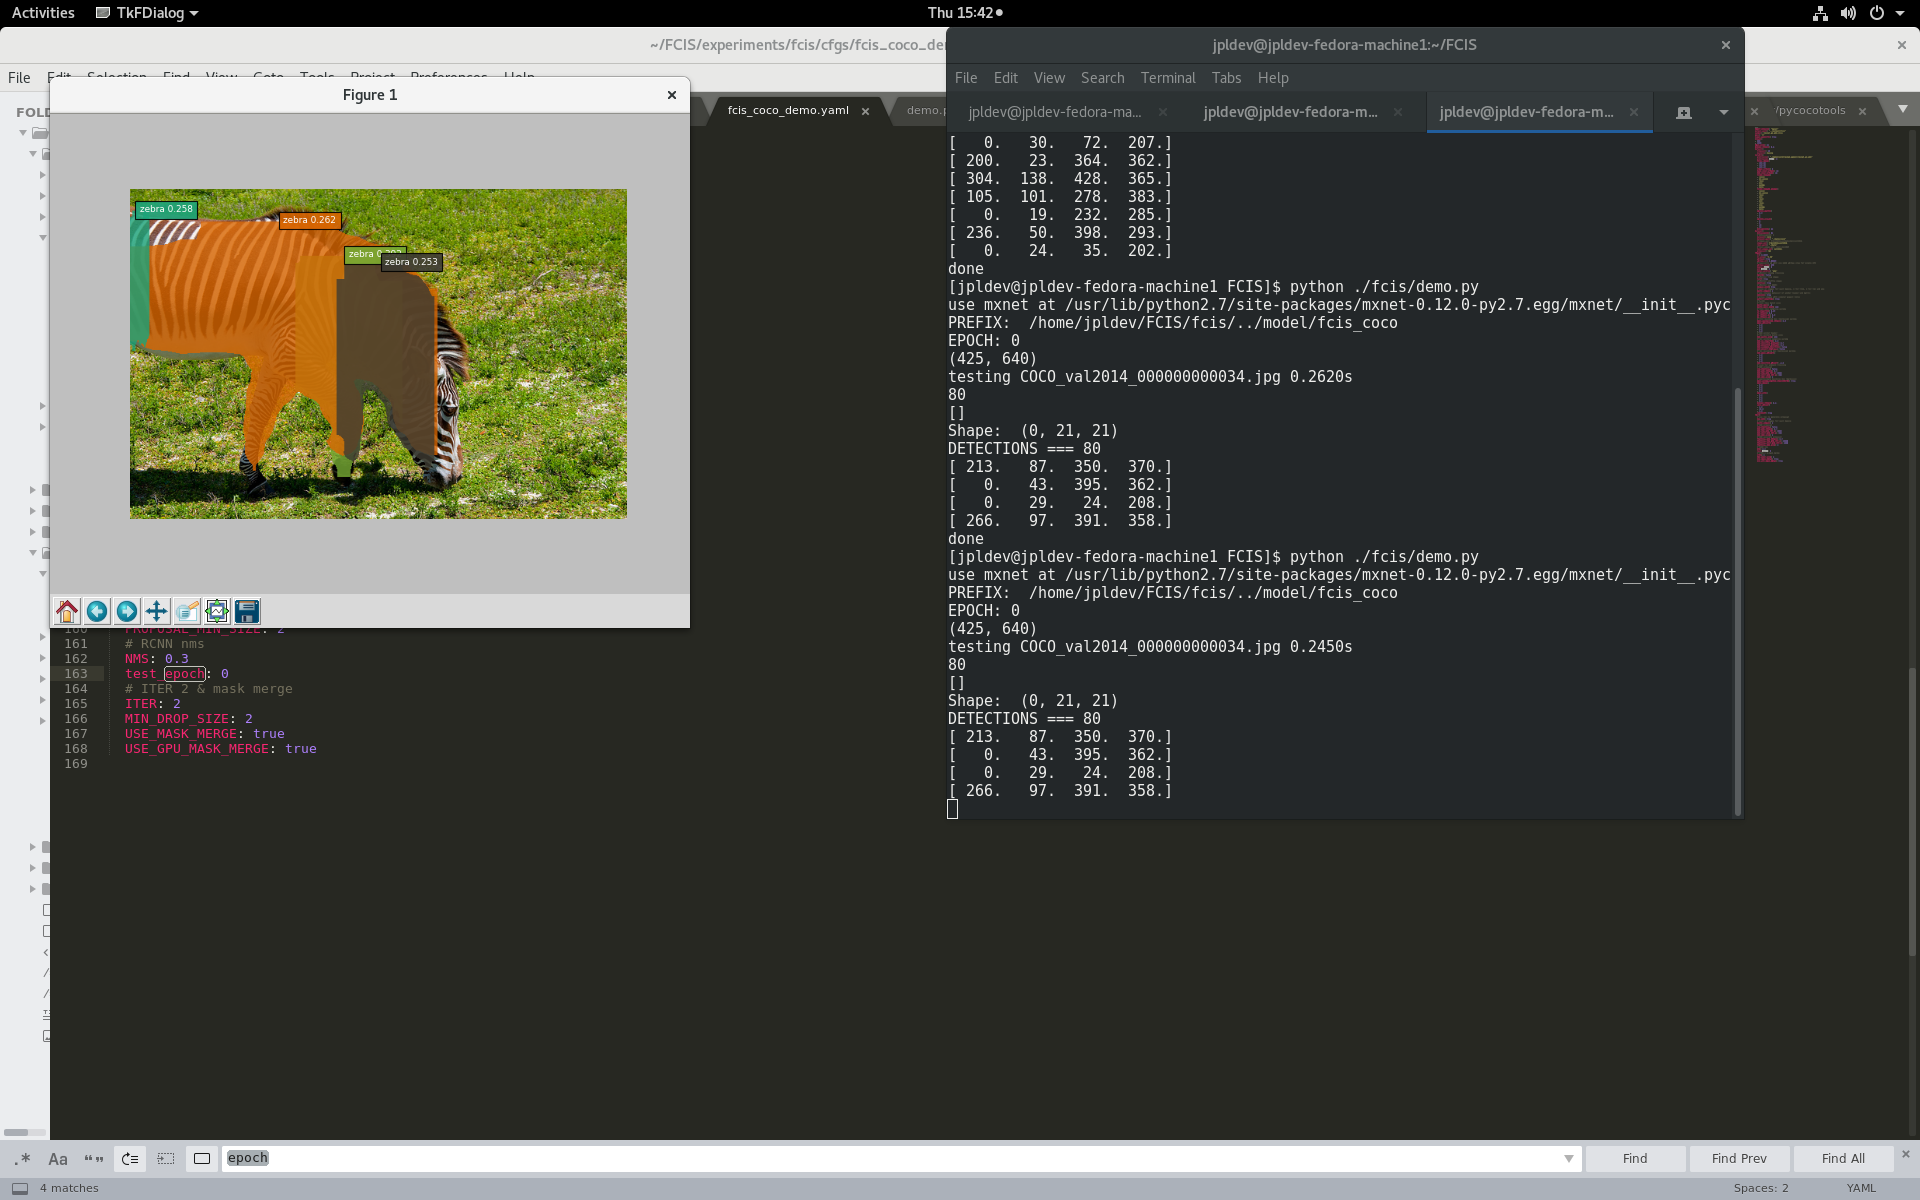 Activities TkFDialog Thu 15:42
~/FCIS/experiments/fcis/cfgs/fcis_coco_de
File Edit Selection Find View Goto Tools Project Preferences Help
FOLD
Figure 1
fcis_coco_demo.yaml demo.p /pycocotools
zebra 0.258
zebra 0.262
zebra
zebra 0.253
PROPOSAL_MIN_SIZE: 2
161 # RCNN nms
162 NMS: 0.3
163 test_epoch: 0
164 # ITER 2 & mask merge
165 ITER: 2
166 MIN_DROP_SIZE: 2
167 USE_MASK_MERGE: true
168 USE_GPU_MASK_MERGE: true
169
jpldev@jpldev-fedora-machine1:~/FCIS
File Edit View Search Terminal Tabs Help
jpldev@jpldev-fedora-ma... jpldev@jpldev-fedora-m... jpldev@jpldev-fedora-m...
[ 0. 30. 72. 207.]
[ 200. 23. 364. 362.]
[ 304. 138. 428. 365.]
[ 105. 101. 278. 383.]
[ 0. 19. 232. 285.]
[ 236. 50. 398. 293.]
[ 0. 24. 35. 202.]
done
[jpldev@jpldev-fedora-machine1 FCIS]$ python ./fcis/demo.py
use mxnet at /usr/lib/python2.7/site-packages/mxnet-0.12.0-py2.7.egg/mxnet/__init__.pyc
PREFIX: /home/jpldev/FCIS/fcis/../model/fcis_coco
EPOCH: 0
(425, 640)
testing COCO_val2014_000000000034.jpg 0.2620s
80
[]
Shape: (0, 21, 21)
DETECTIONS === 80
[ 213. 87. 350. 370.]
[ 0. 43. 395. 362.]
[ 0. 29. 24. 208.]
[ 266. 97. 391. 358.]
done
[jpldev@jpldev-fedora-machine1 FCIS]$ python ./fcis/demo.py
use mxnet at /usr/lib/python2.7/site-packages/mxnet-0.12.0-py2.7.egg/mxnet/__init__.pyc
PREFIX: /home/jpldev/FCIS/fcis/../model/fcis_coco
EPOCH: 0
(425, 640)
testing COCO_val2014_000000000034.jpg 0.2450s
80
[]
Shape: (0, 21, 21)
DETECTIONS === 80
[ 213. 87. 350. 370.]
[ 0. 43. 395. 362.]
[ 0. 29. 24. 208.]
[ 266. 97. 391. 358.]
.* Aa epoch Find Find Prev Find All
4 matches Spaces: 2 YAML